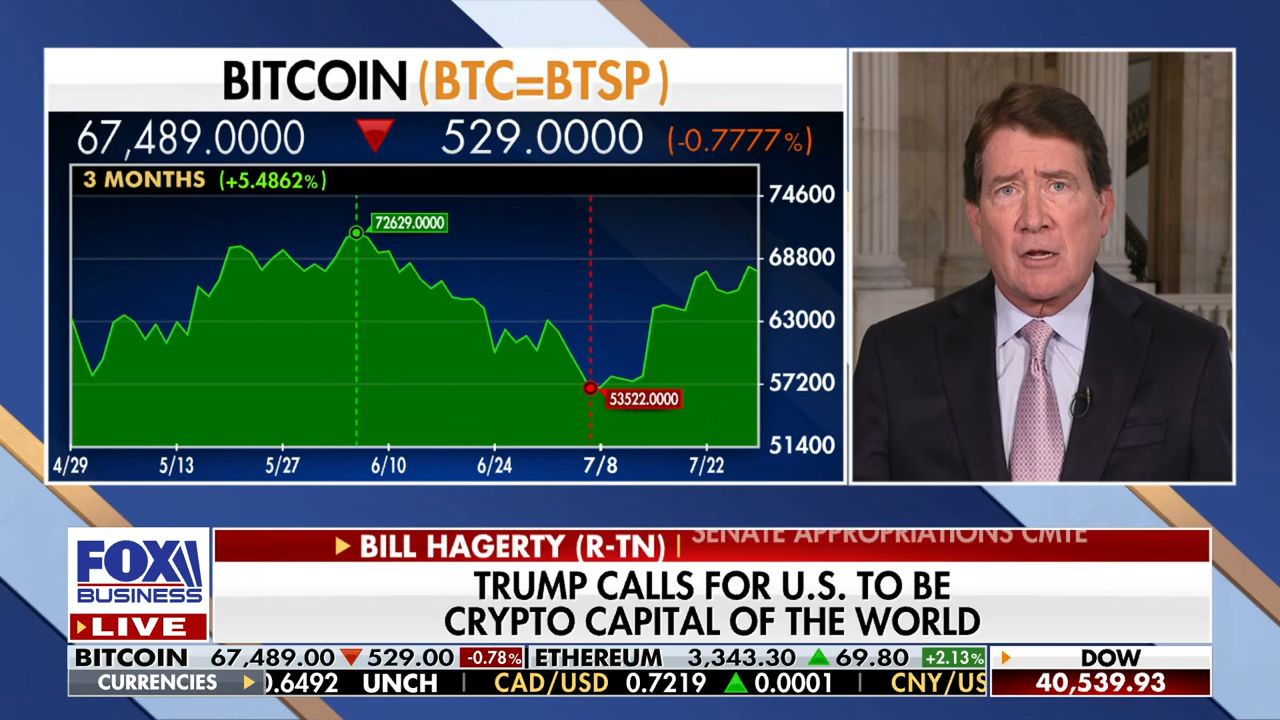 BITCOIN (BTC=BTSP)
67,489.0000 ▼ 529.0000 (-0.7777%)
3 MONTHS (+5.4862%)
74600
72629.0000
68800
63000
57200
53522.0000
51400
4/29 5/13 5/27 6/10 6/24 7/8 7/22
FOX BUSINESS
LIVE
BILL HAGERTY (R-TN) | SENATE APPROPRIATIONS CMTE
TRUMP CALLS FOR U.S. TO BE
CRYPTO CAPITAL OF THE WORLD
BITCOIN 67,489.00 ▼ 529.00 -0.78% ETHEREUM 3,343.30 ▲ 69.80 +2.13% DOW
CURRENCIES 0.6492 UNCH | CAD/USD 0.7219 ▲ 0.0001 | CNY/US 40,539.93